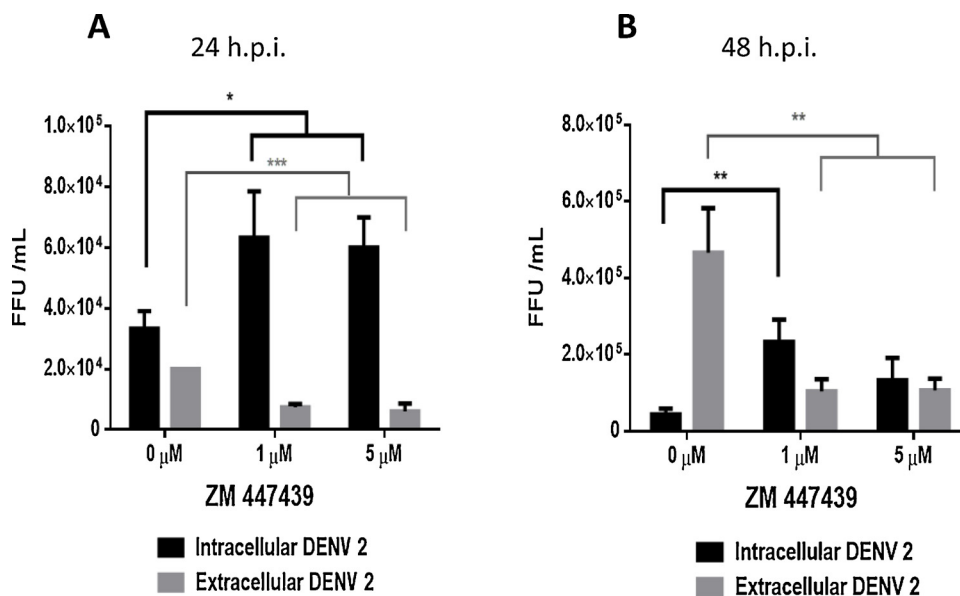 A
24 h.p.i.
*
***
1.0×10⁵
8.0×10⁴
6.0×10⁴
4.0×10⁴
2.0×10⁴
0
FFU /mL
0 μM
1 μM
5 μM
ZM 447439
Intracellular DENV 2
Extracellular DENV 2
B
48 h.p.i.
**
**
8.0×10⁵
6.0×10⁵
4.0×10⁵
2.0×10⁵
0
FFU /mL
0 μM
1 μM
5 μM
ZM 447439
Intracellular DENV 2
Extracellular DENV 2